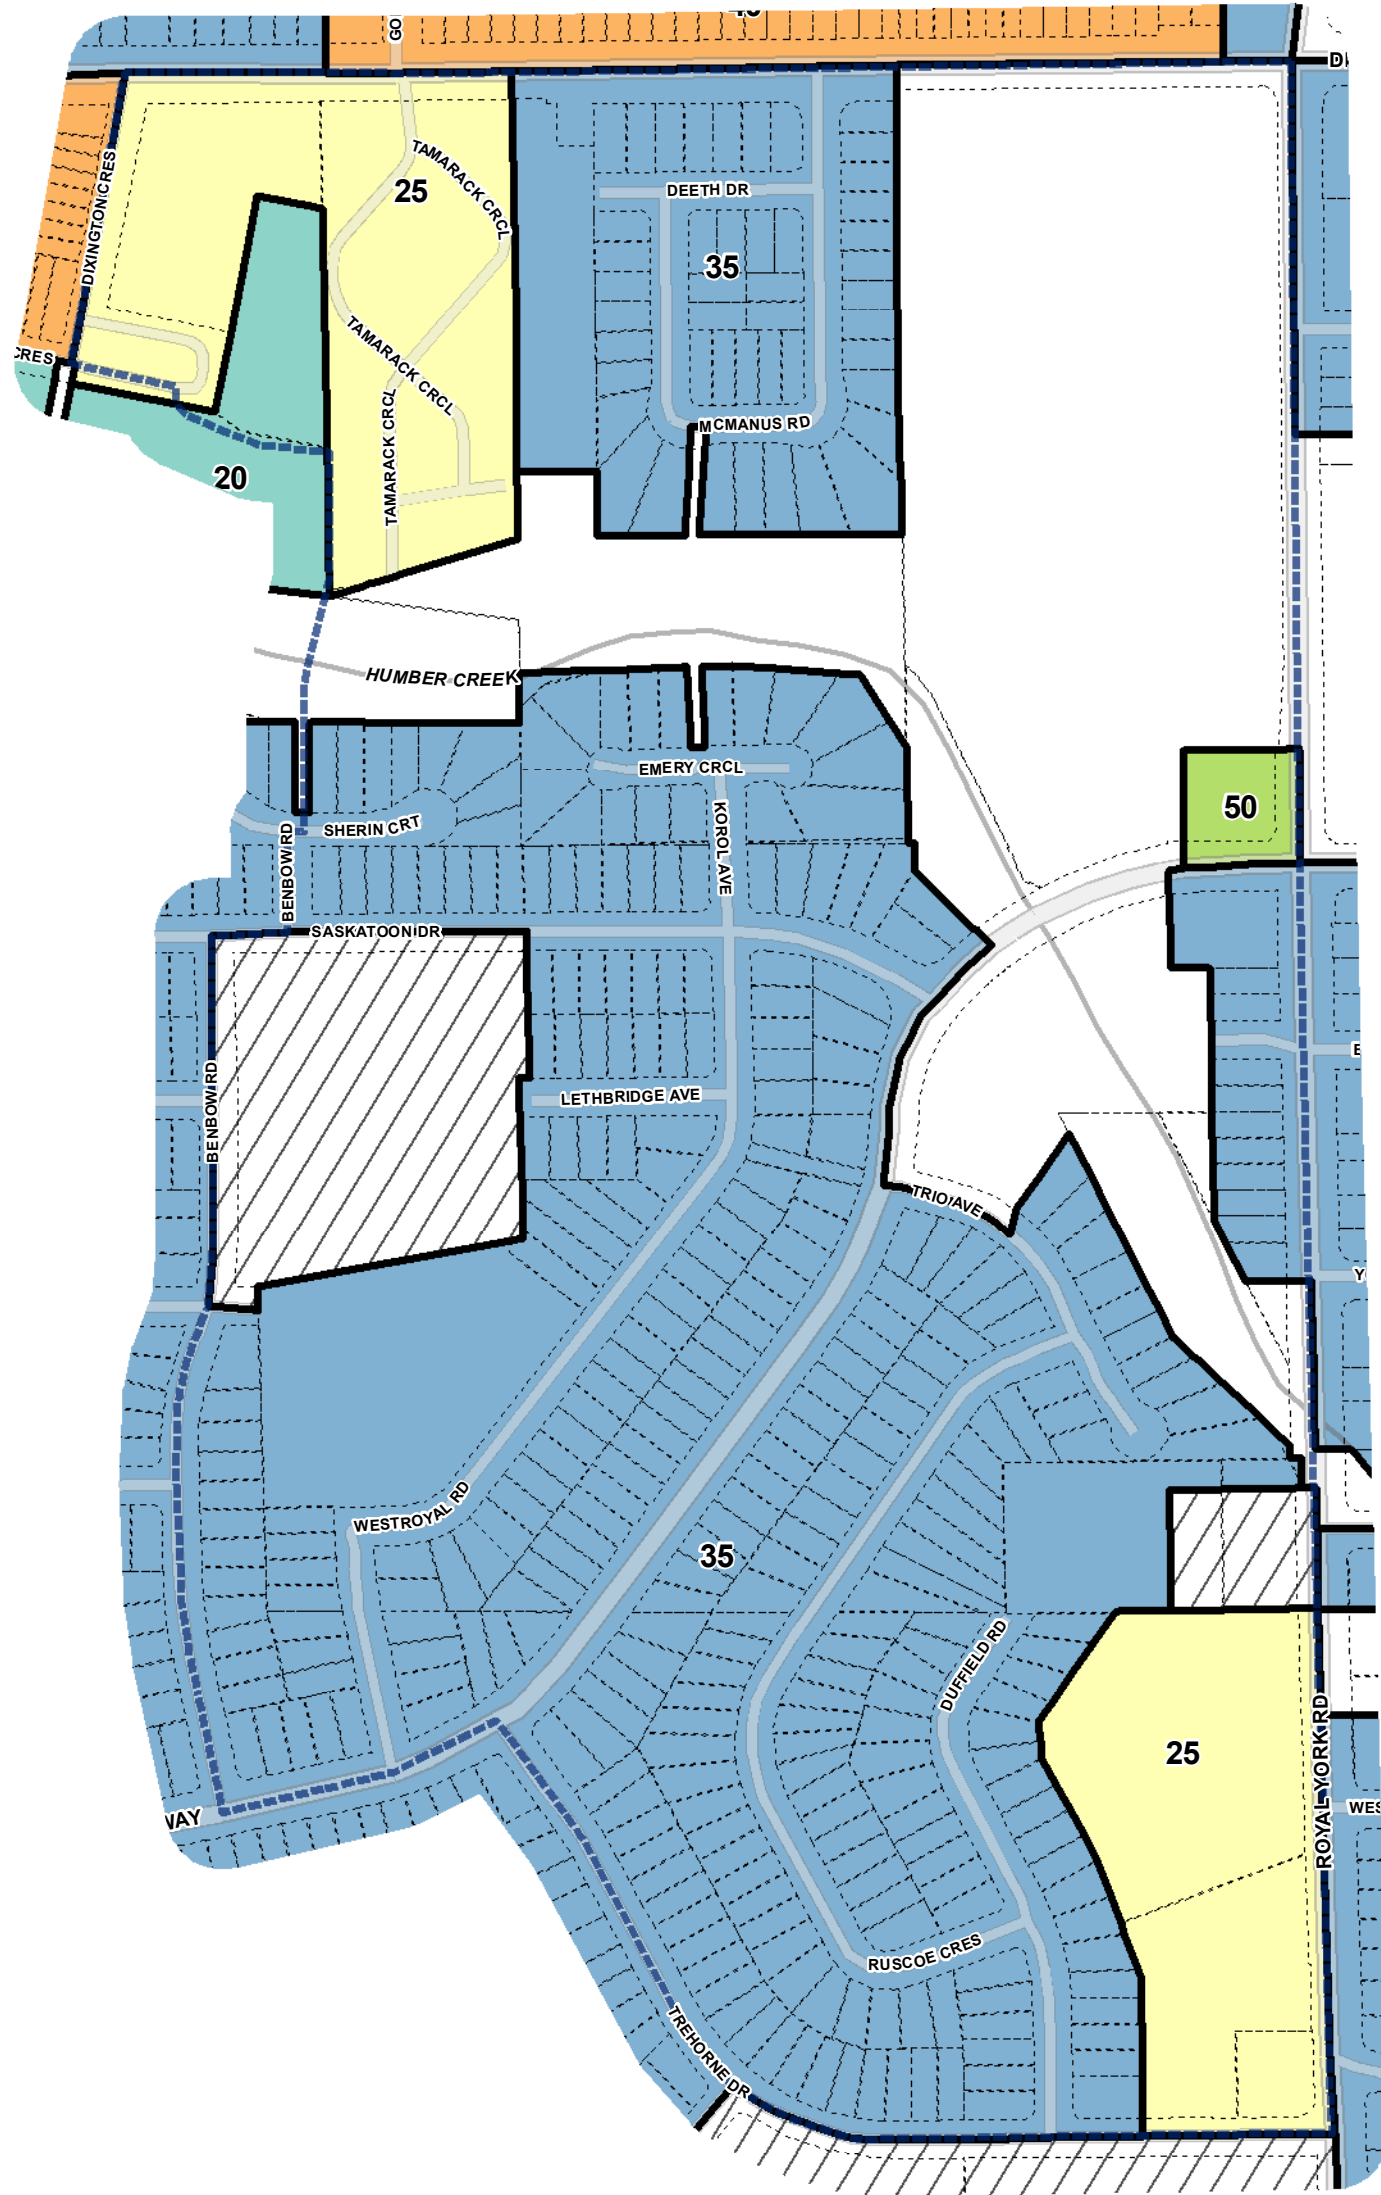 GO
D
DIXINGTON CRES
TAMARACK CRCL
25
DEETH DR
35
TAMARACK CRCL
CRES
TAMARACK CRCL
MCMANUS RD
20
HUMBER CREEK
EMERY CRCL
50
SHERIN CRT
KOROL AVE
BENBOW RD
SASKATOON DR
E
BENBOW RD
LETHBRIDGE AVE
TRIO AVE
Y
WESTROYAL RD
35
DUFFIELD RD
25
ROYAL YORK RD
WES
WAY
RUSCOE CRES
TREHORNE DR